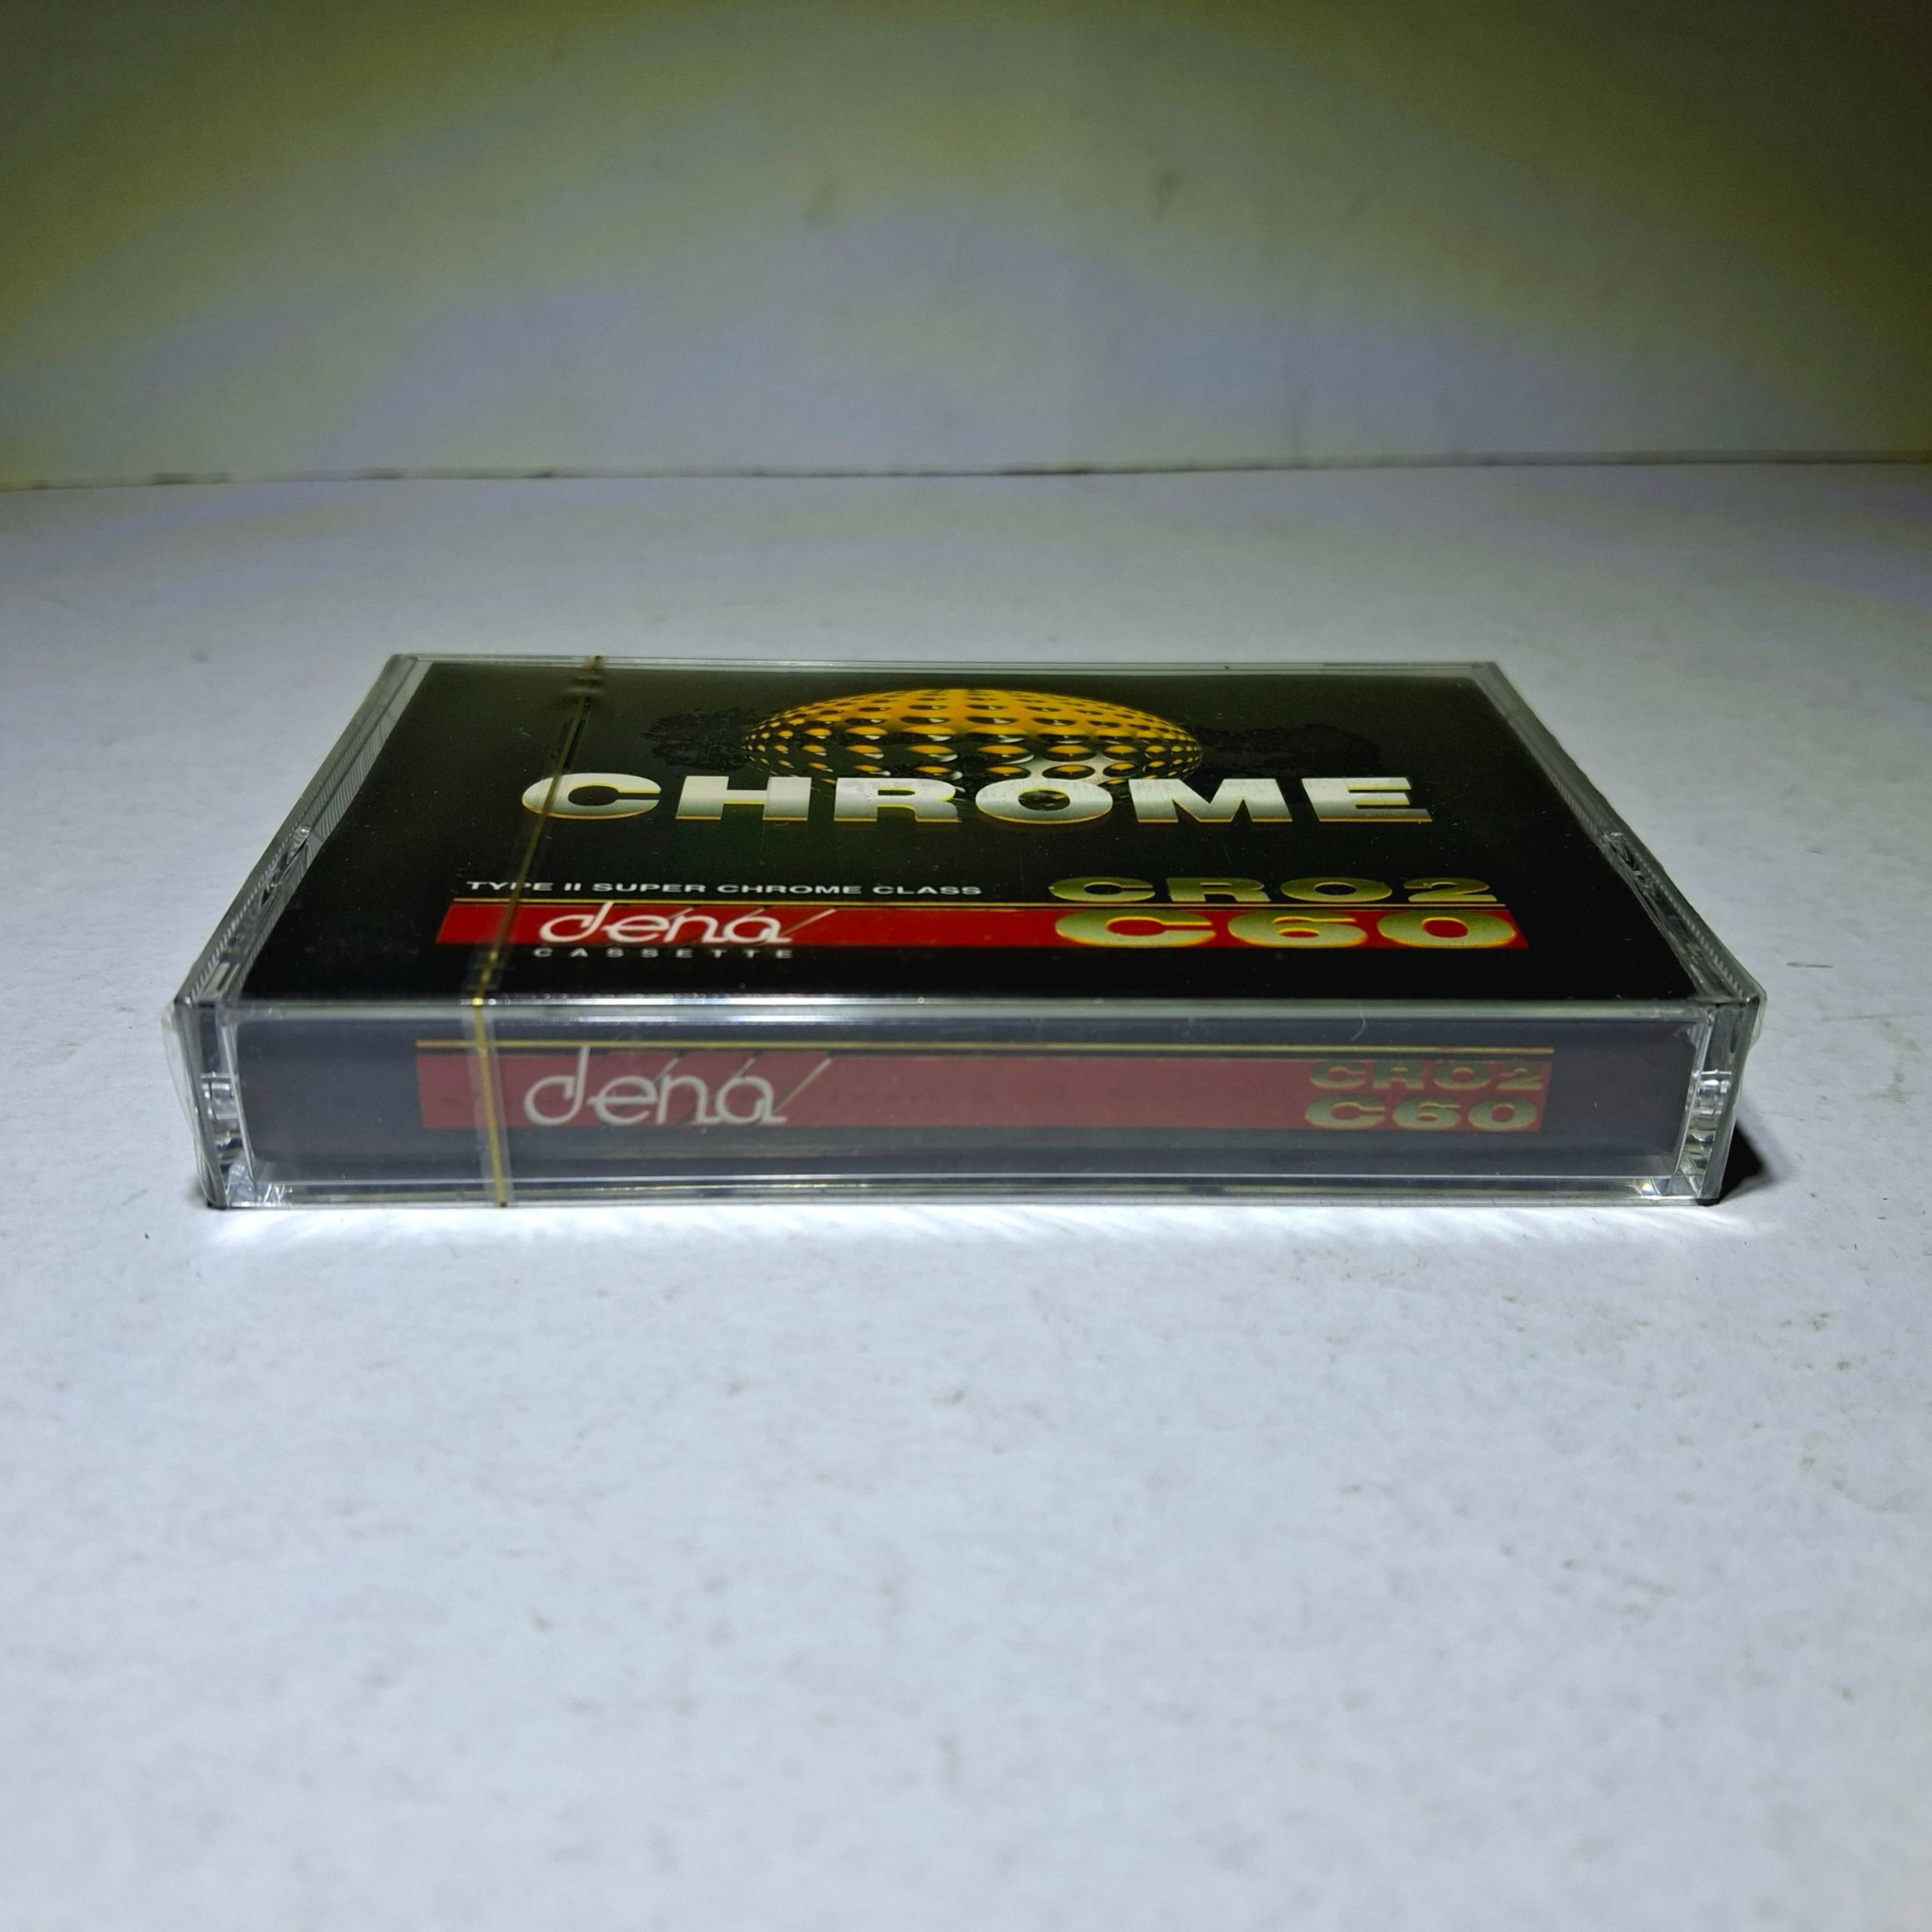 CHROME
TYPE II SUPER CHROME CLASS
CRO2
dena
C60
CASSETTE
dena
CRO2
C60